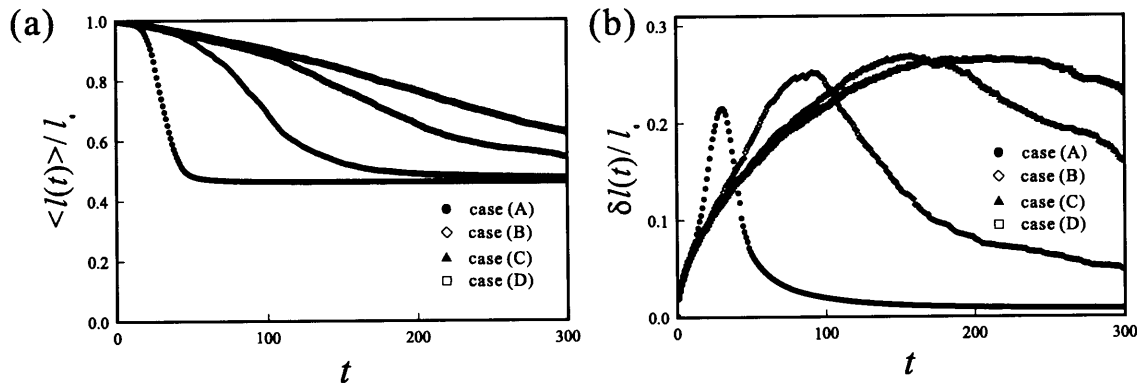 (a)
<l(t)>/l.
1.0
0.8
0.6
0.4
0.2
0.0
case (A)
case (B)
case (C)
case (D)
0
100
200
300
t
(b)
δl(t)/l.
0.3
0.2
0.1
0.0
case (A)
case (B)
case (C)
case (D)
0
100
200
300
t